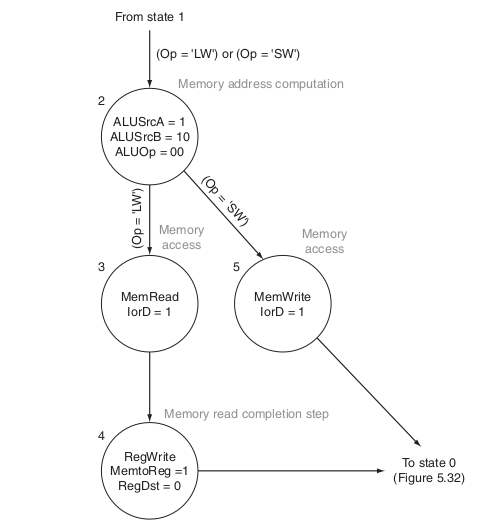 From state 1
(Op = 'LW') or (Op = 'SW')
Memory address computation
2
ALUSrcA = 1
ALUSrcB = 10
ALUOp = 00
(Op = 'LW')
(Op = 'SW')
Memory
access
Memory
access
3
MemRead
IorD = 1
5
MemWrite
IorD = 1
Memory read completion step
4
RegWrite
MemtoReg =1
RegDst = 0
To state 0
(Figure 5.32)